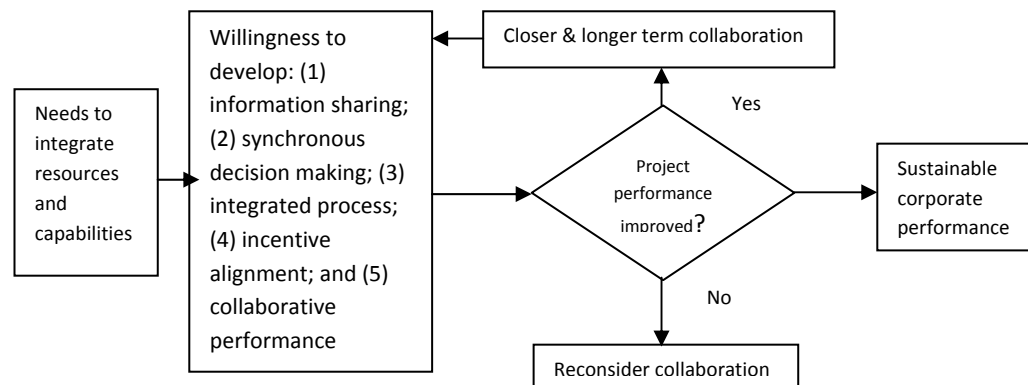 Needs to
integrate
resources
and
capabilities
Willingness to
develop: (1)
information sharing;
(2) synchronous
decision making; (3)
integrated process;
(4) incentive
alignment; and (5)
collaborative
performance
Closer & longer term collaboration
Yes
Project
performance
improved?
Sustainable
corporate
performance
No
Reconsider collaboration